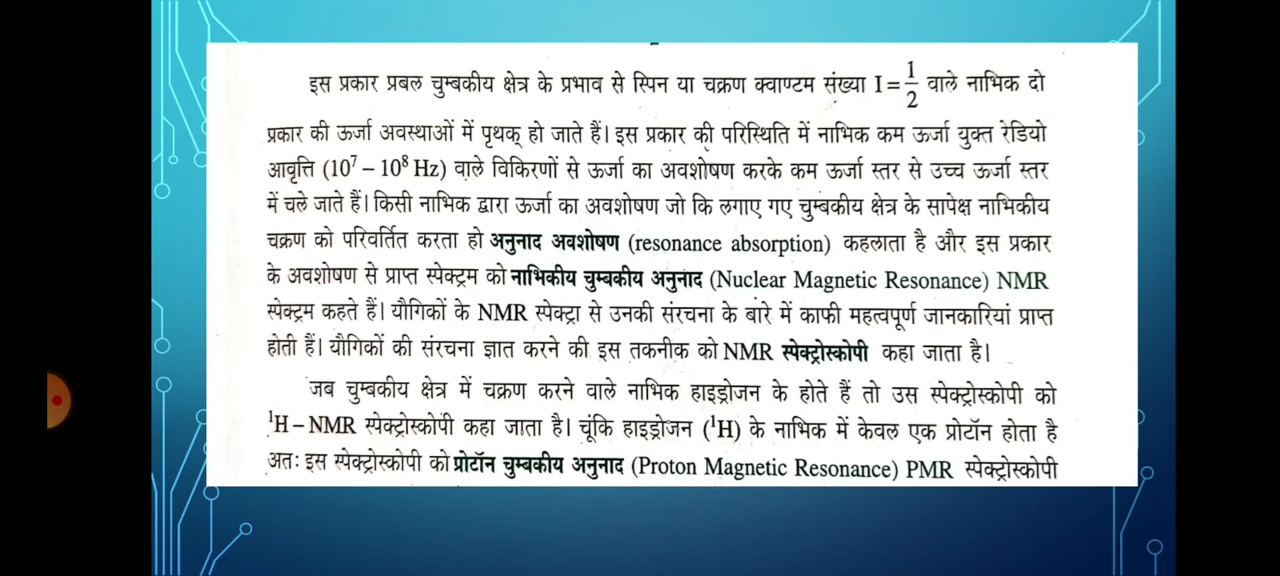 इस प्रकार प्रबल चुम्बकीय क्षेत्र के प्रभाव से स्पिन या चक्रण क्वाण्टम संख्या I = 1/2 वाले नाभिक दो
प्रकार की ऊर्जा अवस्थाओं में पृथक् हो जाते हैं। इस प्रकार की परिस्थिति में नाभिक कम ऊर्जा युक्त रेडियो
आवृत्ति (10⁷ – 10⁸ Hz) वाले विकिरणों से ऊर्जा का अवशोषण करके कम ऊर्जा स्तर से उच्च ऊर्जा स्तर
में चले जाते हैं। किसी नाभिक द्वारा ऊर्जा का अवशोषण जो कि लगाए गए चुम्बकीय क्षेत्र के सापेक्ष नाभिकीय
चक्रण को परिवर्तित करता हो अनुनाद अवशोषण (resonance absorption) कहलाता है और इस प्रकार
के अवशोषण से प्राप्त स्पेक्ट्रम को नाभिकीय चुम्बकीय अनुनाद (Nuclear Magnetic Resonance) NMR
स्पेक्ट्रम कहते हैं। यौगिकों के NMR स्पेक्ट्रा से उनकी संरचना के बारे में काफी महत्वपूर्ण जानकारियां प्राप्त
होती हैं। यौगिकों की संरचना ज्ञात करने की इस तकनीक को NMR स्पेक्ट्रोस्कोपी कहा जाता है।
जब चुम्बकीय क्षेत्र में चक्रण करने वाले नाभिक हाइड्रोजन के होते हैं तो उस स्पेक्ट्रोस्कोपी को
¹H – NMR स्पेक्ट्रोस्कोपी कहा जाता है। चूंकि हाइड्रोजन (¹H) के नाभिक में केवल एक प्रोटॉन होता है
अतः इस स्पेक्ट्रोस्कोपी को प्रोटॉन चुम्बकीय अनुनाद (Proton Magnetic Resonance) PMR स्पेक्ट्रोस्कोपी